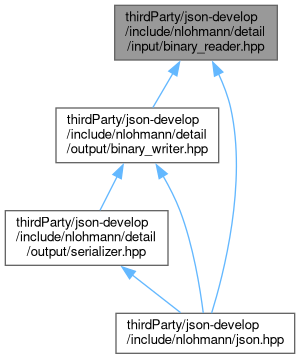 thirdParty/json-develop
/include/nlohmann/detail
/input/binary_reader.hpp
thirdParty/json-develop
/include/nlohmann/detail
/output/binary_writer.hpp
thirdParty/json-develop
/include/nlohmann/detail
/output/serializer.hpp
thirdParty/json-develop
/include/nlohmann/json.hpp